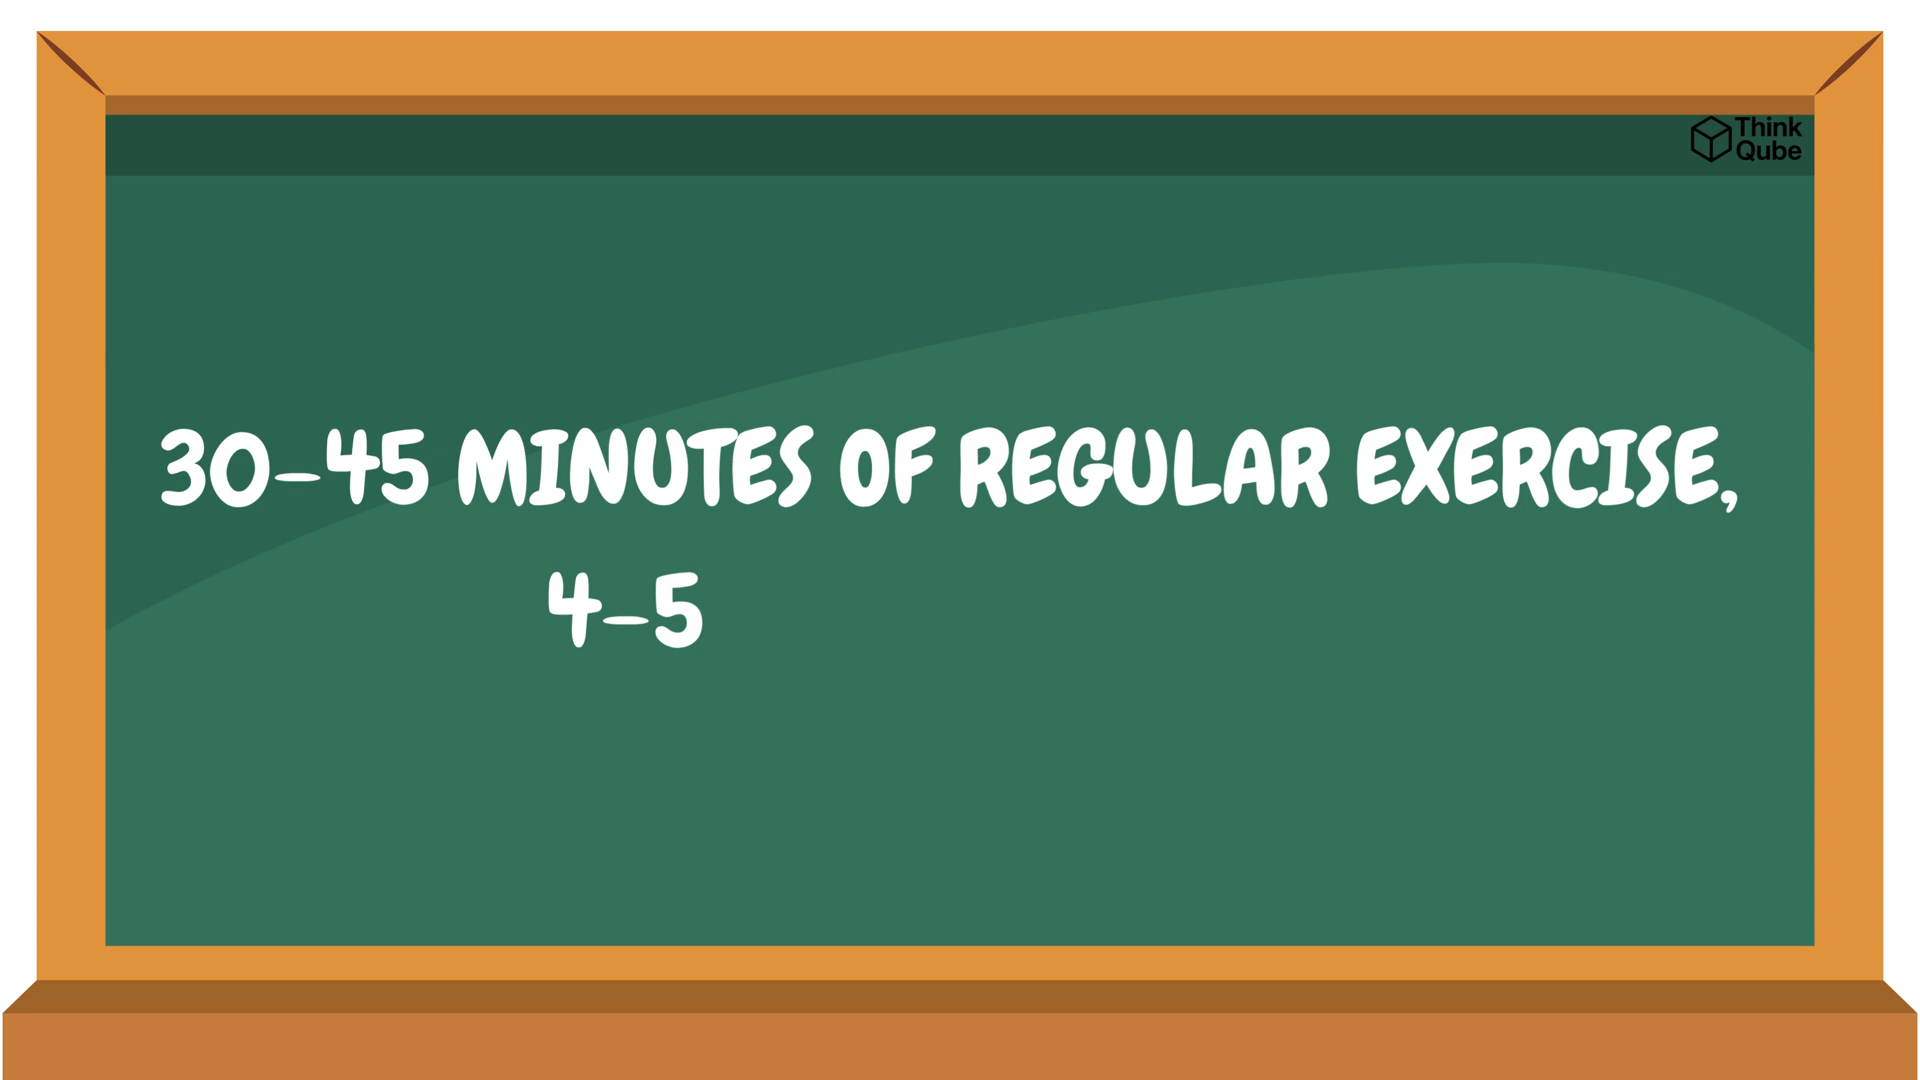 Think
Qube
30–45 MINUTES OF REGULAR EXERCISE,
4–5